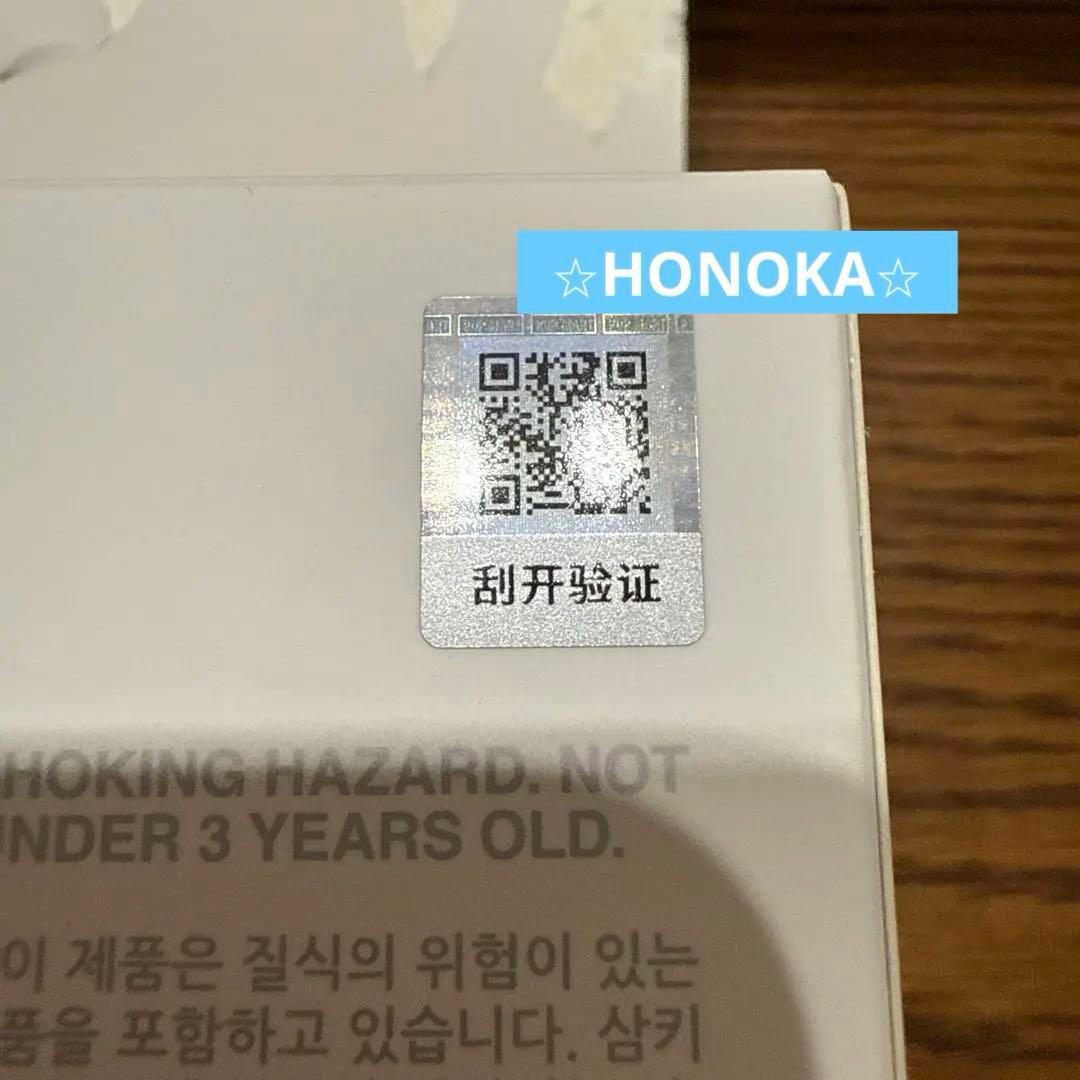 ☆HONOKA☆
刮开验证
HOKING HAZARD. NOT
UNDER 3 YEARS OLD.
이 제품은 질식의 위험이 있는
품을 포함하고 있습니다. 삼키